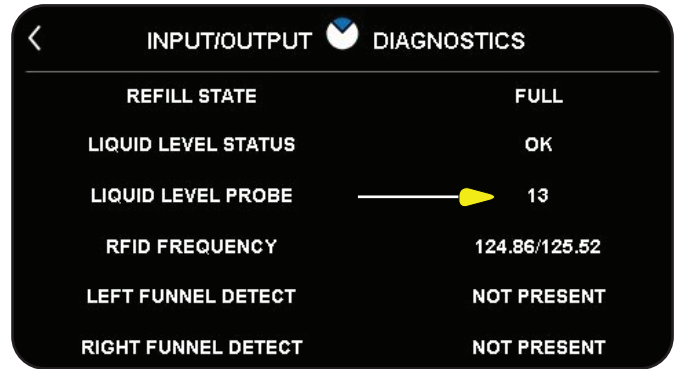 INPUT/OUTPUT DIAGNOSTICS
REFILL STATE FULL
LIQUID LEVEL STATUS OK
LIQUID LEVEL PROBE 13
RFID FREQUENCY 124.86/125.52
LEFT FUNNEL DETECT NOT PRESENT
RIGHT FUNNEL DETECT NOT PRESENT